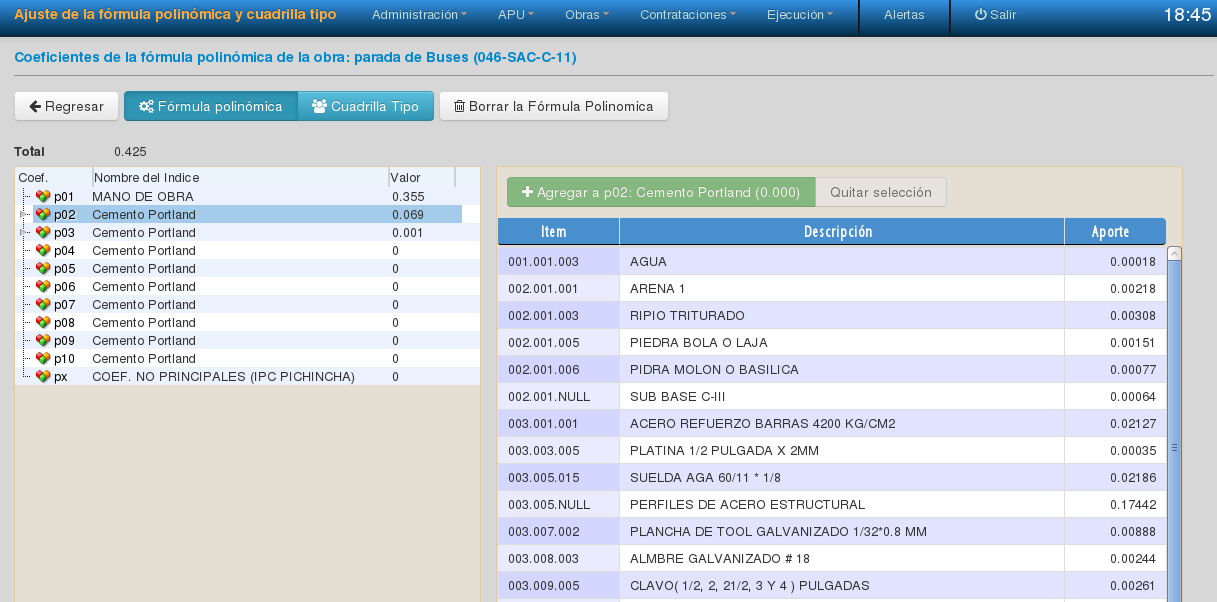 Ajuste de la fórmula polinómica y cuadrilla tipo Administración APU Obras Contrataciones Ejecución Alertas Salir 18:45
Coeficientes de la fórmula polinómica de la obra: parada de Buses (046-SAC-C-11)
Regresar Fórmula polinómica Cuadrilla Tipo Borrar la Fórmula Polinomica
Total 0.425
Coef. Nombre del Indice Valor
p01 MANO DE OBRA 0.355
p02 Cemento Portland 0.069
p03 Cemento Portland 0.001
p04 Cemento Portland 0
p05 Cemento Portland 0
p06 Cemento Portland 0
p07 Cemento Portland 0
p08 Cemento Portland 0
p09 Cemento Portland 0
p10 Cemento Portland 0
px COEF. NO PRINCIPALES (IPC PICHINCHA) 0
Agregar a p02: Cemento Portland (0.000) Quitar selección
Item Descripción Aporte
001.001.003 AGUA 0.00018
002.001.001 ARENA 1 0.00218
002.001.003 RIPIO TRITURADO 0.00308
002.001.005 PIEDRA BOLA O LAJA 0.00151
002.001.006 PIDRA MOLON O BASILICA 0.00077
002.001.NULL SUB BASE C-III 0.00064
003.001.001 ACERO REFUERZO BARRAS 4200 KG/CM2 0.02127
003.003.005 PLATINA 1/2 PULGADA X 2MM 0.00035
003.005.015 SUELDA AGA 60/11 * 1/8 0.02186
003.005.NULL PERFILES DE ACERO ESTRUCTURAL 0.17442
003.007.002 PLANCHA DE TOOL GALVANIZADO 1/32*0.8 MM 0.00888
003.008.003 ALMBRE GALVANIZADO # 18 0.00244
003.009.005 CLAVO( 1/2, 2, 21/2, 3 Y 4 ) PULGADAS 0.00261